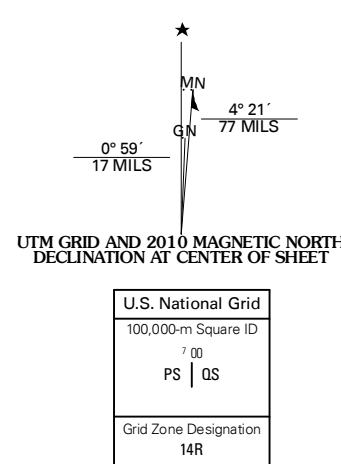 ★
MN
4° 21´
77 MILS
GN
0° 59´
17 MILS
UTM GRID AND 2010 MAGNETIC NORTH
DECLINATION AT CENTER OF SHEET
U.S. National Grid
100,000-m Square ID
7 00
PS | QS
Grid Zone Designation
14R